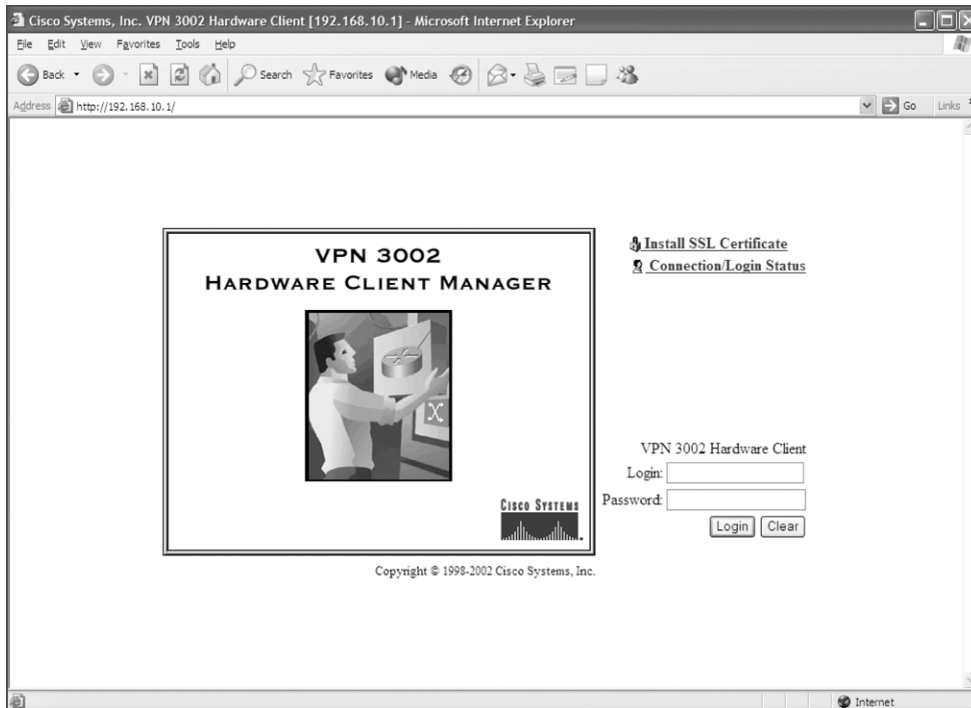 Cisco Systems, Inc. VPN 3002 Hardware Client [192.168.10.1] - Microsoft Internet Explorer
File Edit View Favorites Tools Help
Back Search Favorites Media
Address http://192.168.10.1/ Go Links
VPN 3002
HARDWARE CLIENT MANAGER
Install SSL Certificate
Connection/Login Status
VPN 3002 Hardware Client
Login:
Password:
Login Clear
CISCO SYSTEMS
Copyright © 1998-2002 Cisco Systems, Inc.
Internet